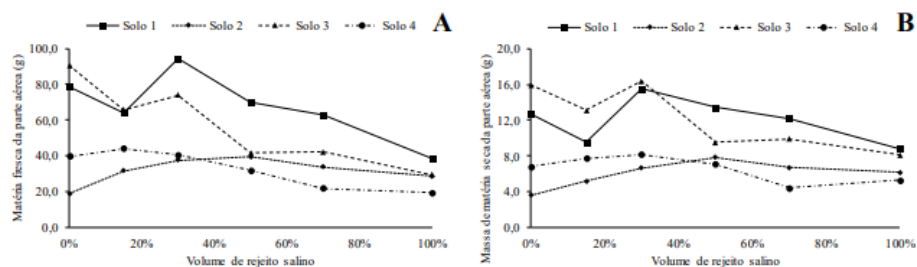 Solo 1 Solo 2 Solo 3 Solo 4 A
Matéria fresca da parte aérea (g)
100,0
80,0
60,0
40,0
20,0
0,0
0% 20% 40% 60% 80% 100%
Volume de rejeito salino
Solo 1 Solo 2 Solo 3 Solo 4 B
Massa de matéria seca da parte aérea (g)
20,0
16,0
12,0
8,0
4,0
0,0
0% 20% 40% 60% 80% 100%
Volume de rejeito salino